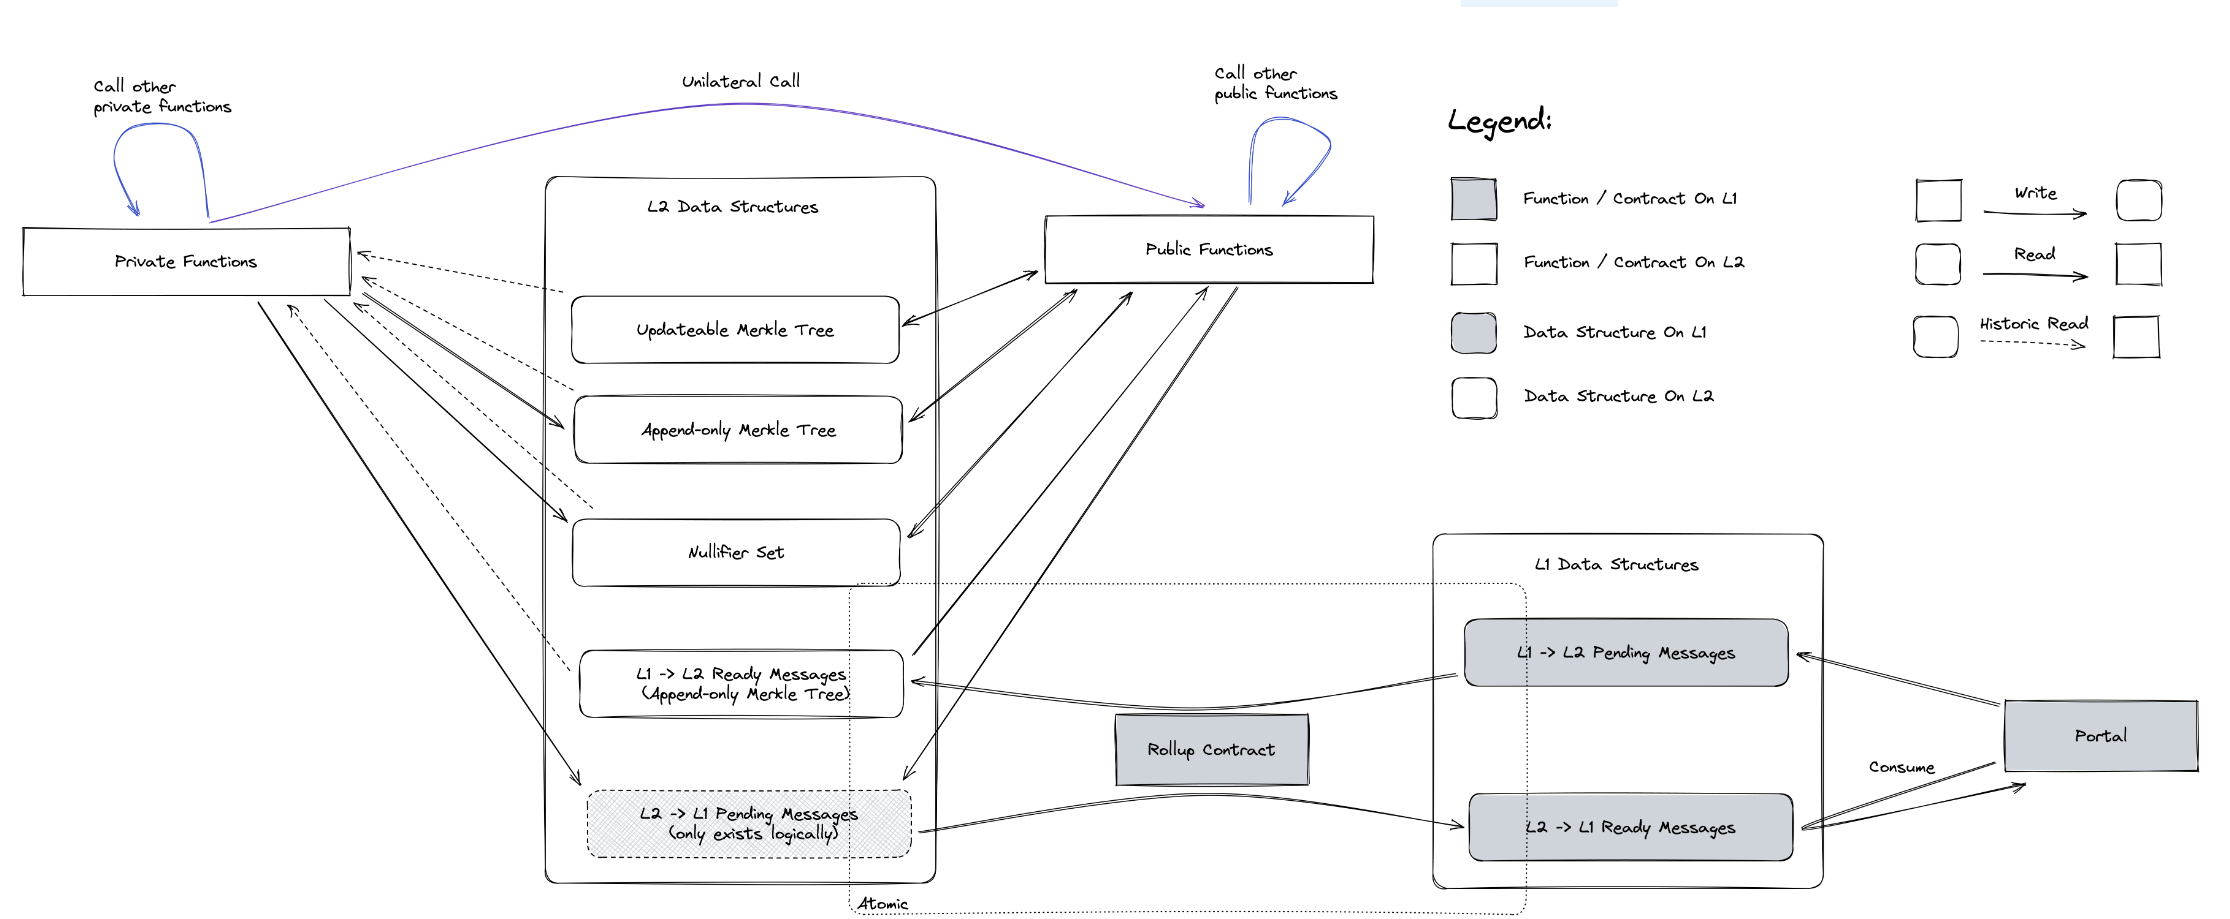 Call other
private functions
Unilateral Call
Call other
public functions
Legend:
Function / Contract On L1
Write
L2 Data Structures
Private Functions
Public Functions
Function / Contract On L2
Read
Updateable Merkle Tree
Data Structure On L1
Historic Read
Append-only Merkle Tree
Data Structure On L2
Nullifier Set
L1 Data Structures
L1 -> L2 Ready Messages
(Append-only Merkle Tree)
L1 -> L2 Pending Messages
Rollup Contract
Portal
Consume
L2 -> L1 Pending Messages
(only exists logically)
L2 -> L1 Ready Messages
Atomic